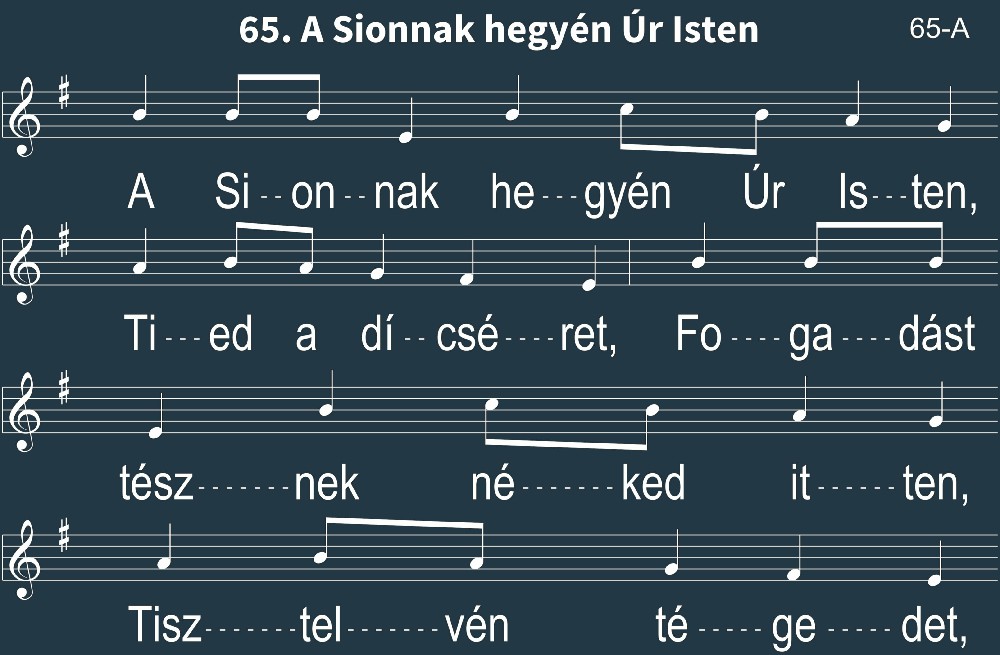 65. A Sionnak hegyén Úr Isten
65-A
A Si--on--nak he---gyén Úr Is---ten,
Ti---ed a dí--csé----ret, Fo----ga----dást
tész-------nek né-------ked it------ten,
Tisz-------tel-------vén té-----ge-----det,